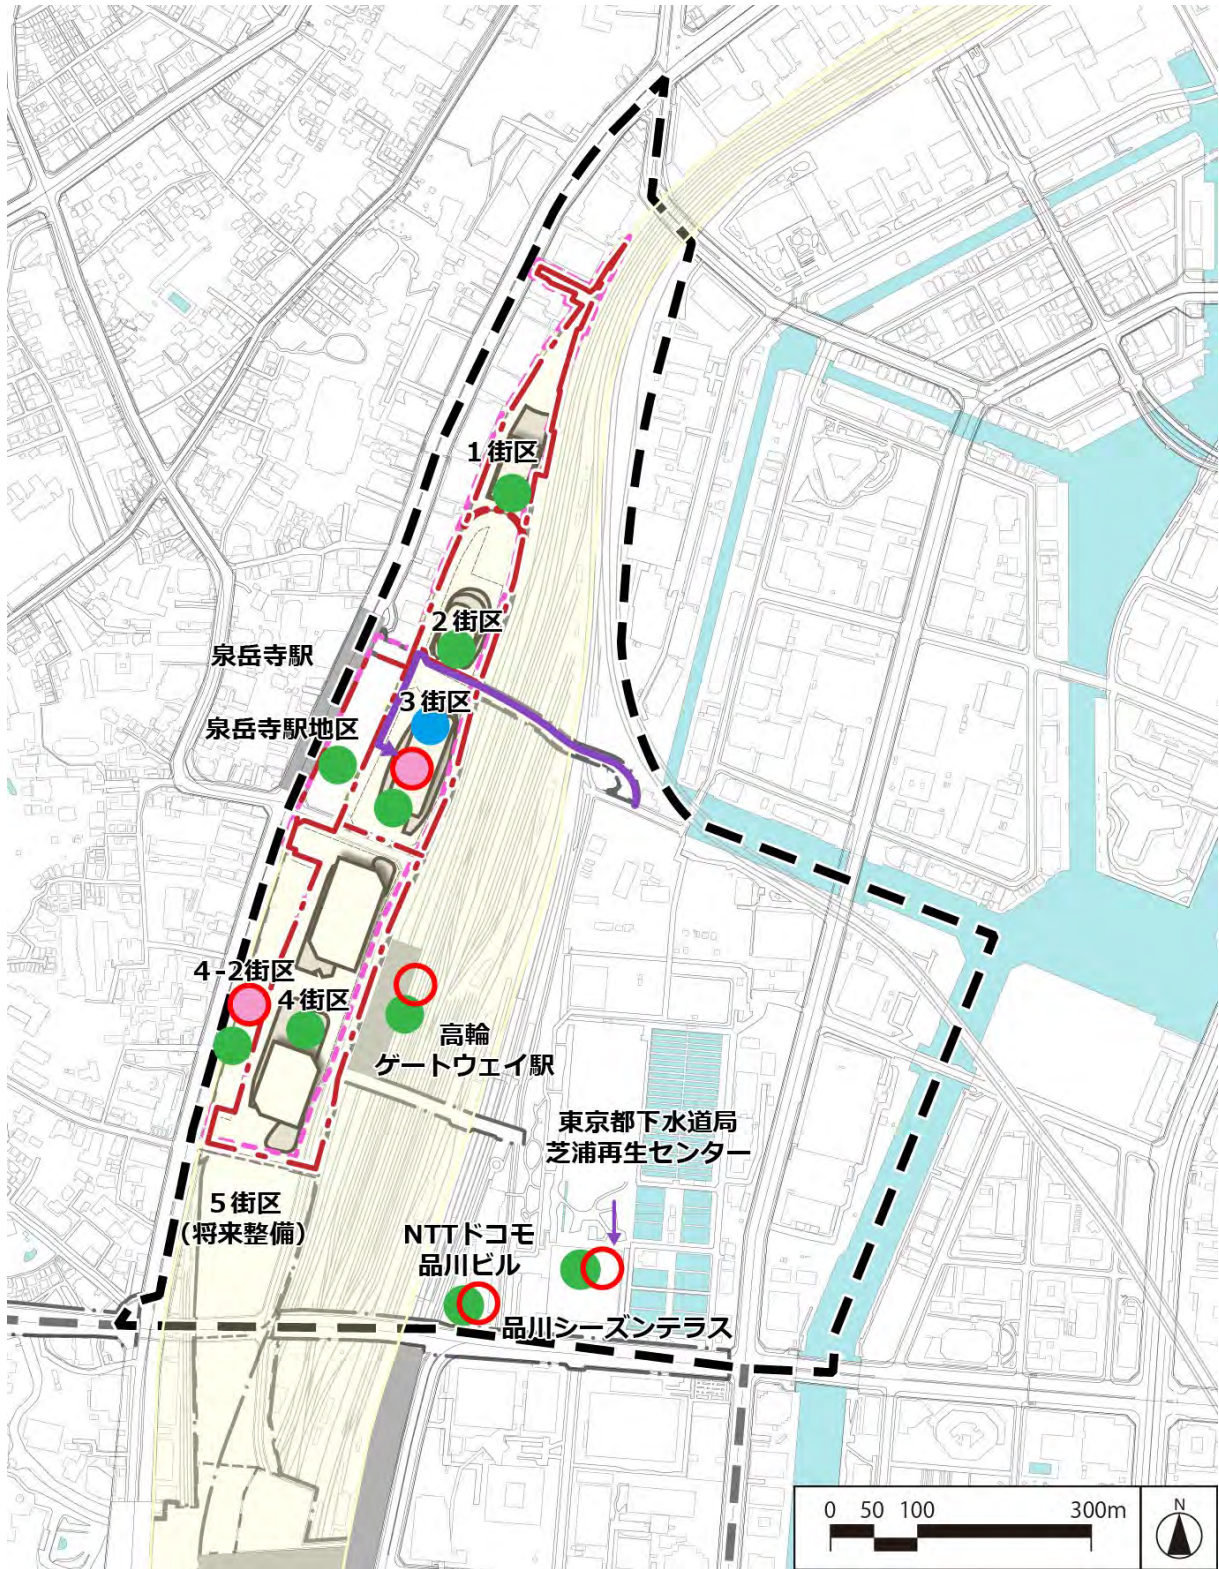 1街区
2街区
泉岳寺駅
3街区
泉岳寺駅地区
4-2街区
4街区
高輪
ゲートウェイ駅
東京都下水道局
芝浦再生センター
5街区
(将来整備)
NTTドコモ
品川ビル
品川シーズンテラス
0 50 100 300m
N